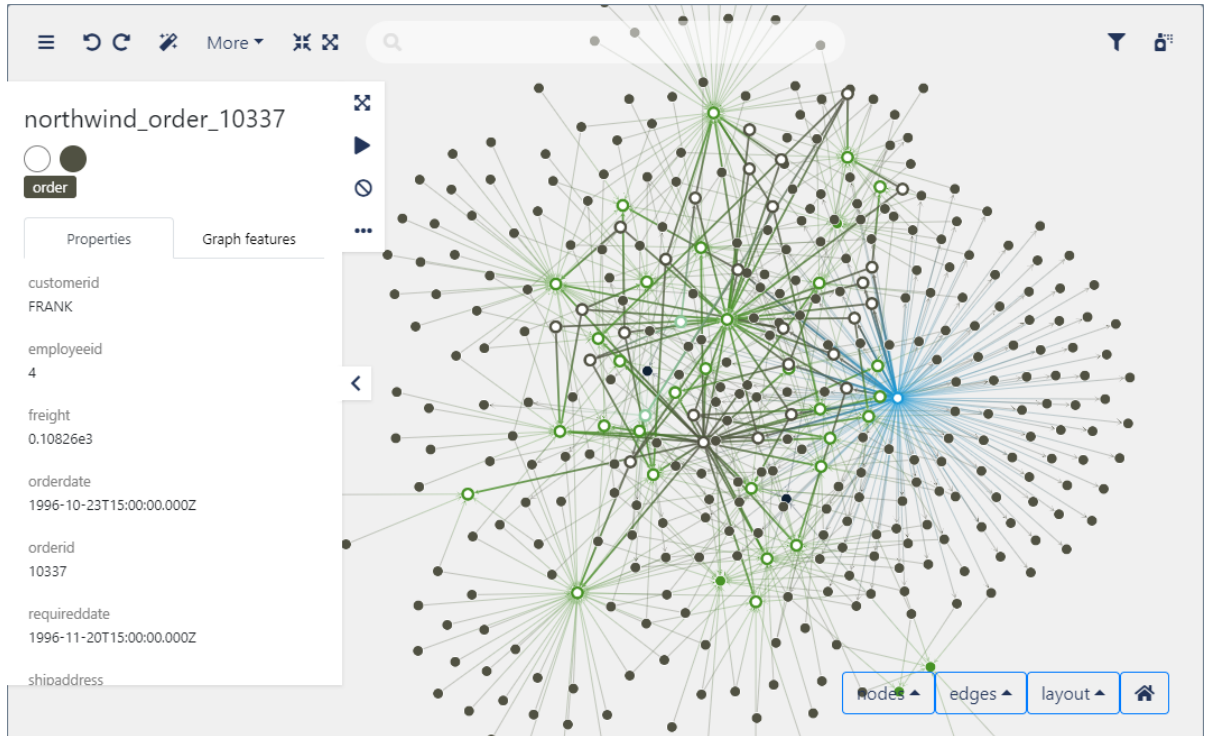 More
northwind_order_10337
order
Properties
Graph features
customerid
FRANK
employeeid
4
freight
0.10826e3
orderdate
1996-10-23T15:00:00.000Z
orderid
10337
requireddate
1996-11-20T15:00:00.000Z
shipaddress
nodes
edges
layout